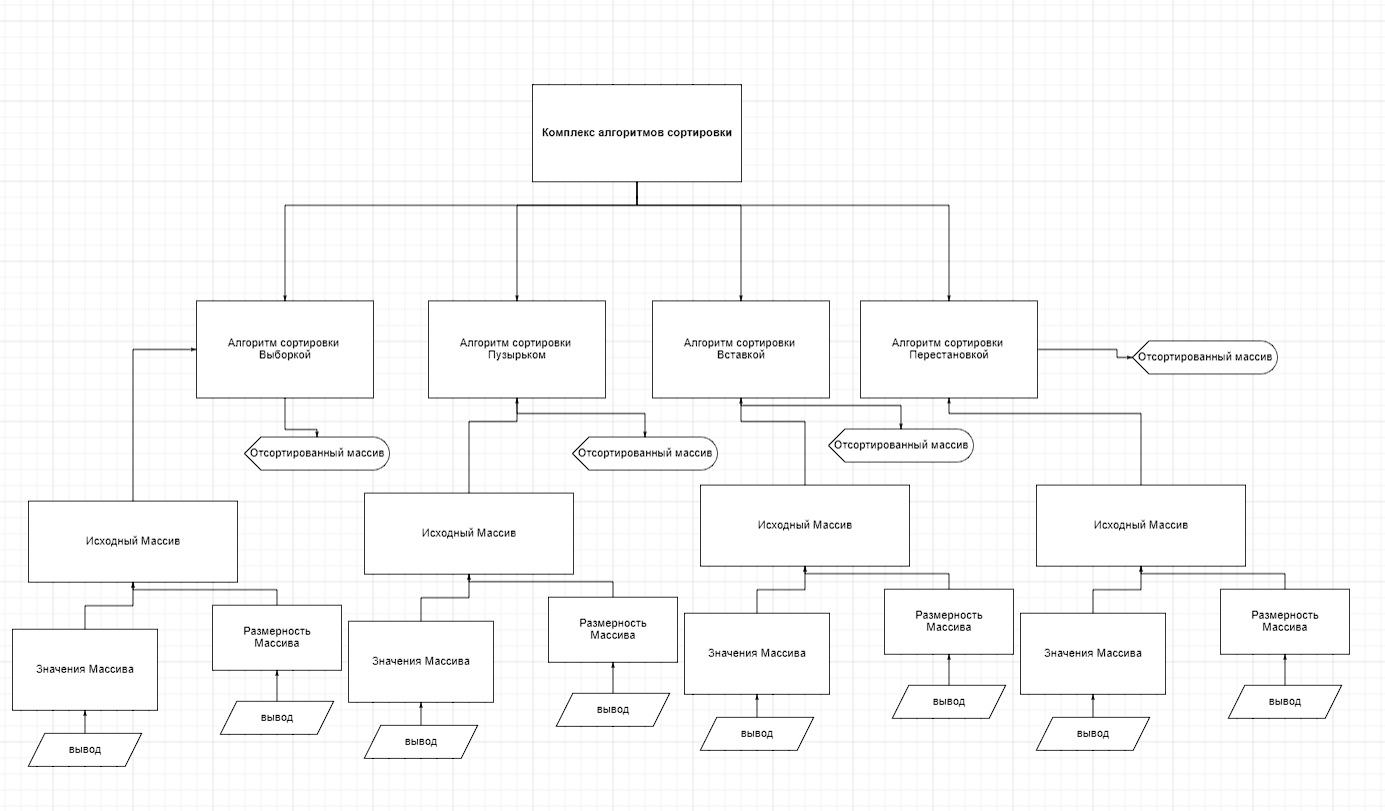 Комплекс алгоритмов сортировки
Алгоритм сортировки
Выборкой
Алгоритм сортировки
Пузырьком
Алгоритм сортировки
Вставкой
Алгоритм сортировки
Перестановкой
Отсортированный массив
Отсортированный массив
Отсортированный массив
Отсортированный массив
Исходный Массив
Исходный Массив
Исходный Массив
Исходный Массив
Значения Массива
Размерность
Массива
Значения Массива
Размерность
Массива
Значения Массива
Размерность
Массива
Значения Массива
Размерность
Массива
вывод
вывод
вывод
вывод
вывод
вывод
вывод
вывод